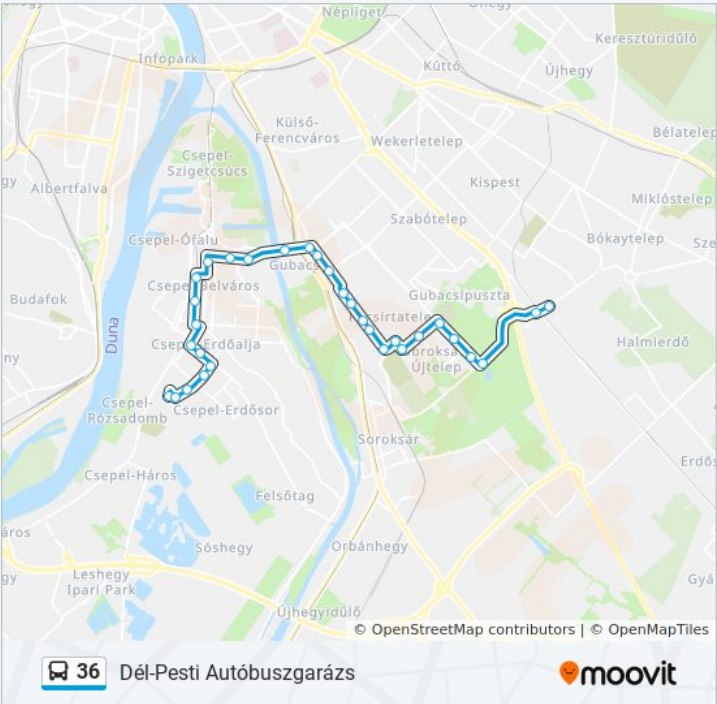 Népliget
Keresztúridűlő
Infopark
Kúttó
Újhegy
Külső-
Ferencváros
Wekerletelep
Bélatelep
Csepel-
Szigetcsúcs
Albertfalva
Kispest
Miklóstelep
Szabótelep
Csepel-Ófalu
Bókaytelep
Gubacs
Csepel-Belváros
Gubacsipuszta
Budafok
Duna
Halmierdő
Csepel-Erdőalja
Soroksár
Újtelep
Csepel-
Rózsadomb
Csepel-Erdősor
Soroksár
Csepel-Háros
Felsőtag
Sóshegy
Orbánhegy
Leshegy
Ipari Park
Újhegyidűlő
© OpenStreetMap contributors | © OpenMapTiles
36 Dél-Pesti Autóbuszgarázs
moovit